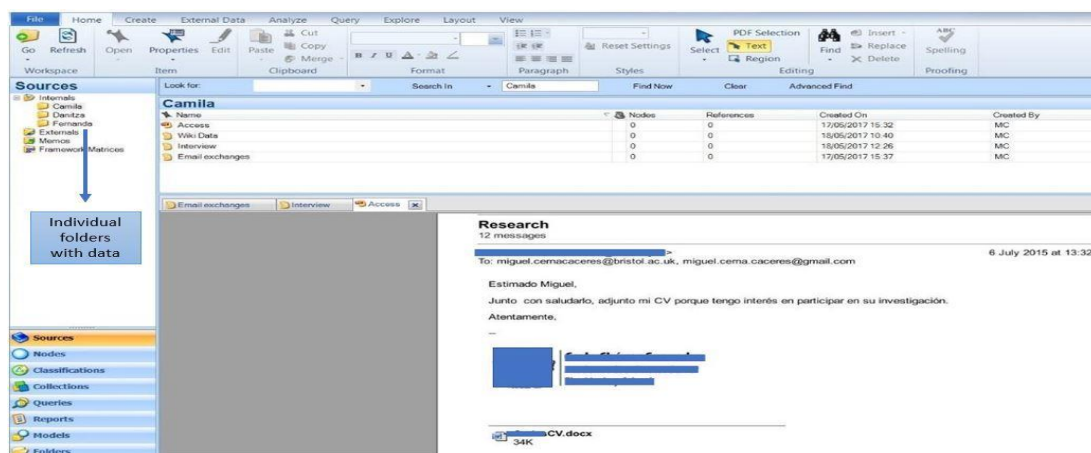 File Home Create External Data Analyze Query Explore Layout View
Go Refresh Open Properties Edit Paste Cut Copy Merge
B I U A
Reset Settings
Select PDF Selection Text Region
Find Insert Replace Delete
ABC Spelling
Workspace Item Clipboard Format Paragraph Styles Editing Proofing
Sources
Look for: Search In Camila Find Now Clear Advanced Find
Internals
Camila
Danitza
Fernanda
Externals
Memos
Framework Matrices
Camila
Name Nodes References Created On Created By
Access 0 0 17/05/2017 15:32 MC
Wiki Data 0 0 18/05/2017 10:40 MC
Interview 0 0 18/05/2017 12:26 MC
Email exchanges 0 0 17/05/2017 15:37 MC
Individual
folders
with data
Email exchanges Interview Access
Research
12 messages
6 July 2015 at 13:32
To: miguel.cernacaceres@bristol.ac.uk, miguel.cerna.caceres@gmail.com
Estimado Miguel,
Junto con saludarlo, adjunto mi CV porque tengo interés en participar en su investigación.
Atentamente,
--
CV.docx
34K
Sources
Nodes
Classifications
Collections
Queries
Reports
Models
Folders